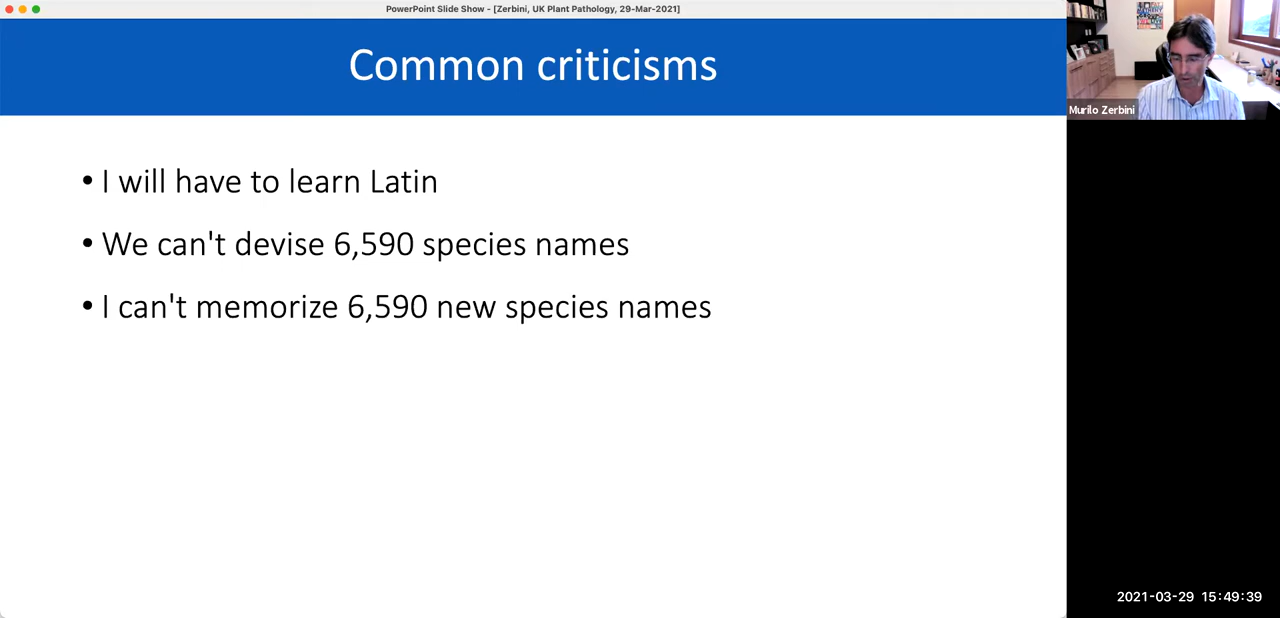 PowerPoint Slide Show - [Zerbini, UK Plant Pathology, 29-Mar-2021]
Common criticisms
• I will have to learn Latin
• We can't devise 6,590 species names
• I can't memorize 6,590 new species names
Murilo Zerbini
2021-03-29 15:49:39